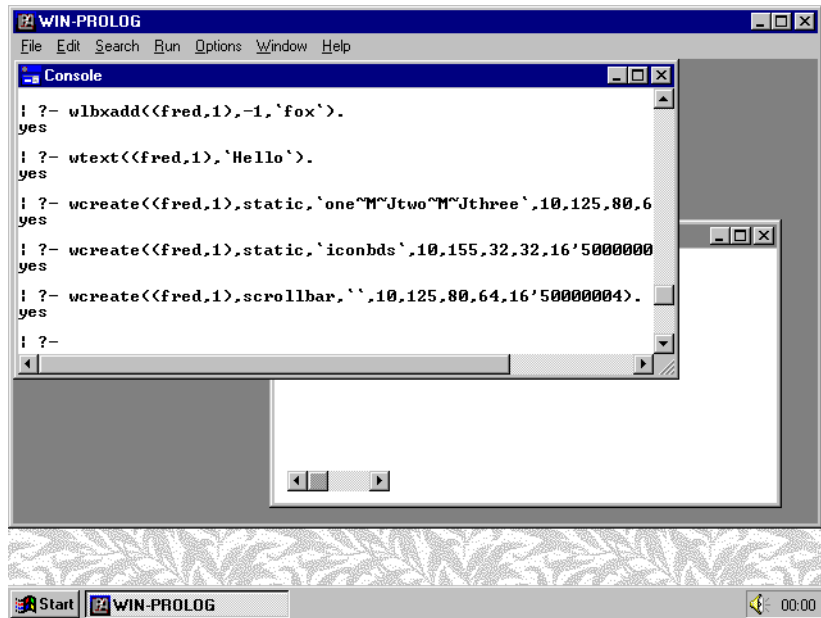 WIN-PROLOG
File Edit Search Run Options Window Help
Console
| ?- wlbxadd((fred,1),-1,`fox`).
yes
| ?- wtext((fred,1),`Hello`).
yes
| ?- wcreate((fred,1),static,`one~M~Jtwo~M~Jthree`,10,125,80,6
yes
| ?- wcreate((fred,1),static,`iconbds`,10,155,32,32,16'5000000
yes
| ?- wcreate((fred,1),scrollbar,``,10,125,80,64,16'50000004).
yes
| ?-
Start WIN-PROLOG 00:00